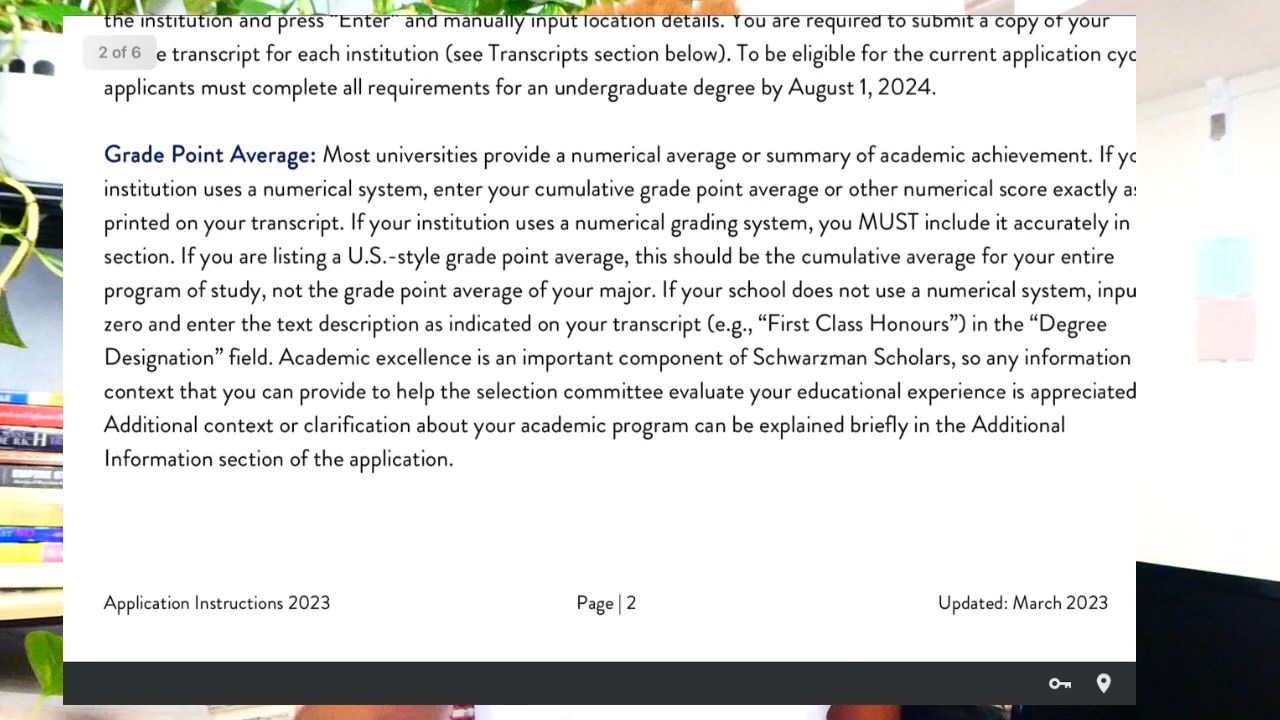 the institution and press "Enter" and manually input location details. You are required to submit a copy of your
2 of 6
e transcript for each institution (see Transcripts section below). To be eligible for the current application cyc
applicants must complete all requirements for an undergraduate degree by August 1, 2024.
Grade Point Average: Most universities provide a numerical average or summary of academic achievement. If yo
institution uses a numerical system, enter your cumulative grade point average or other numerical score exactly as
printed on your transcript. If your institution uses a numerical grading system, you MUST include it accurately in
section. If you are listing a U.S.-style grade point average, this should be the cumulative average for your entire
program of study, not the grade point average of your major. If your school does not use a numerical system, inpu
zero and enter the text description as indicated on your transcript (e.g., “First Class Honours”) in the “Degree
Designation” field. Academic excellence is an important component of Schwarzman Scholars, so any information
context that you can provide to help the selection committee evaluate your educational experience is appreciated
Additional context or clarification about your academic program can be explained briefly in the Additional
Information section of the application.
Application Instructions 2023
Page | 2
Updated: March 2023